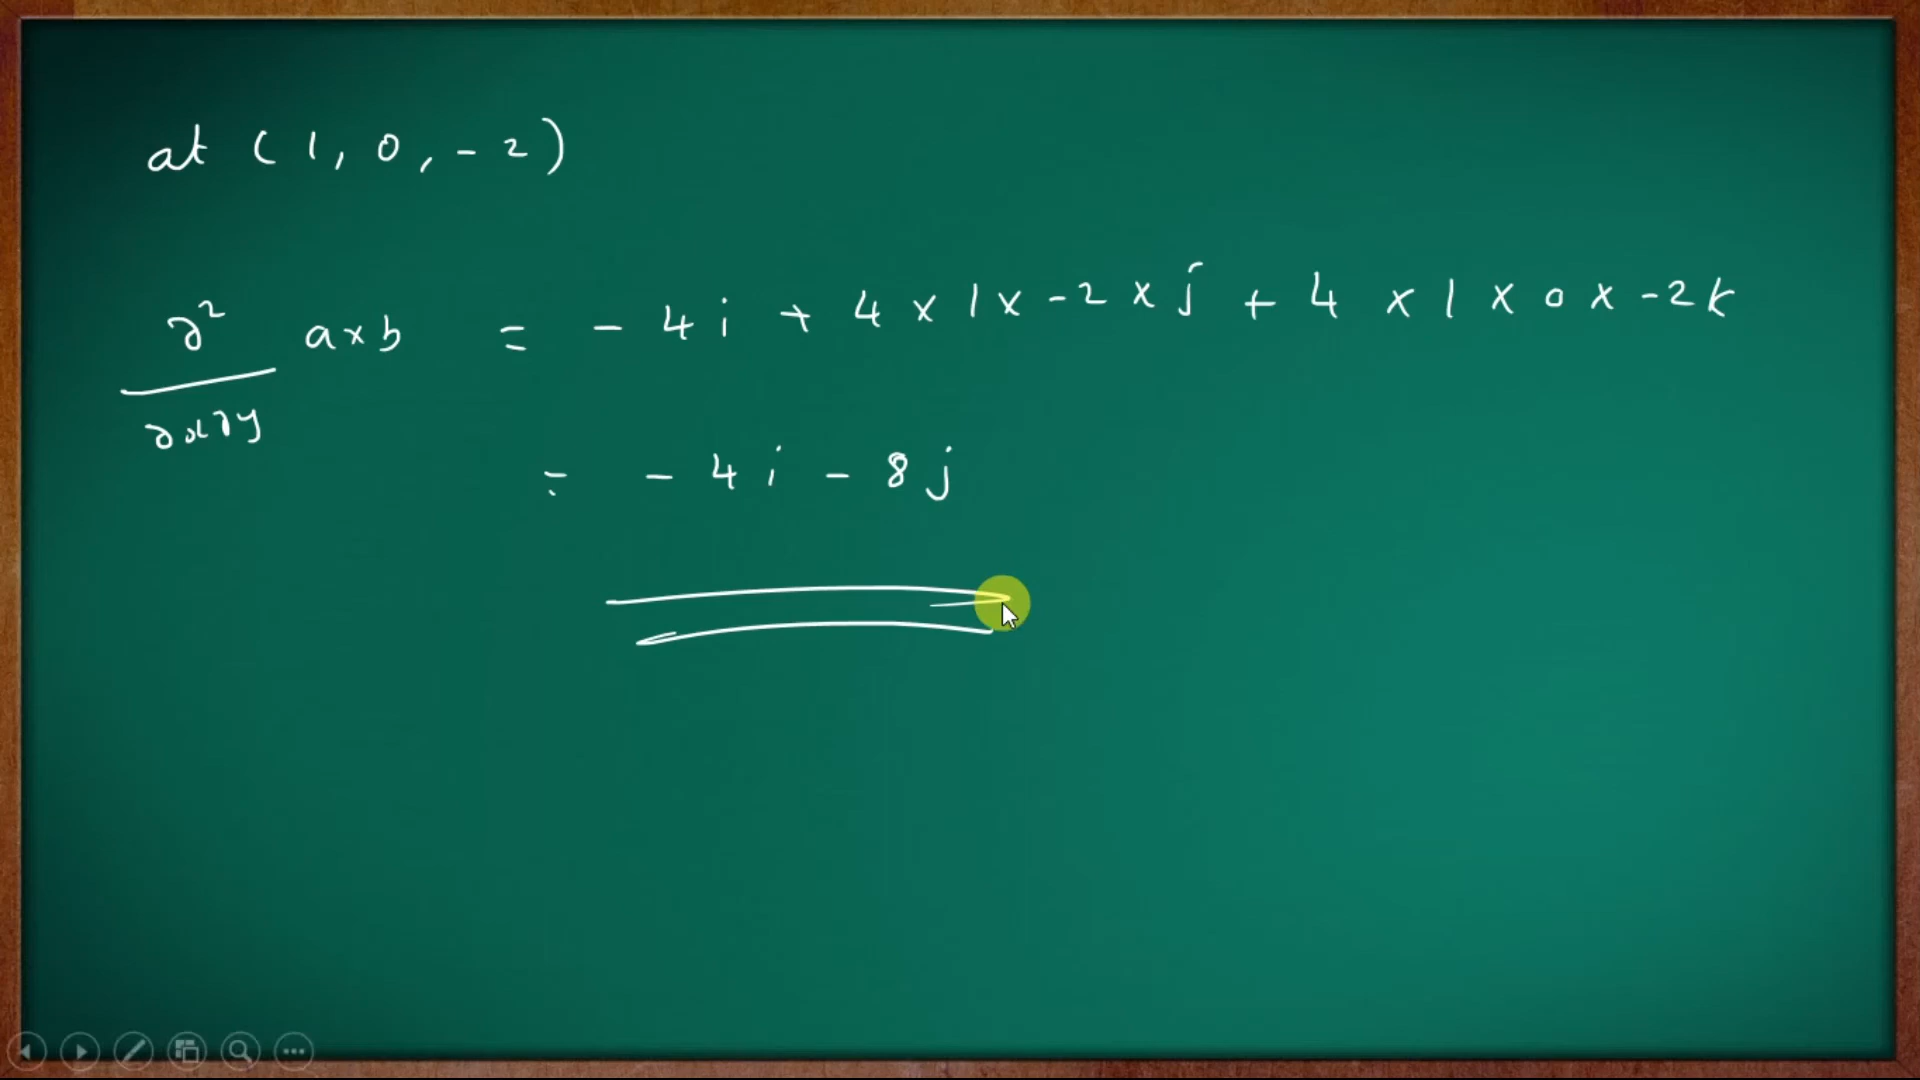 at (1, 0, -2)
∂²/∂x∂y a×b = -4i + 4×1×-2×j + 4×1×0×-2k
= -4i - 8j